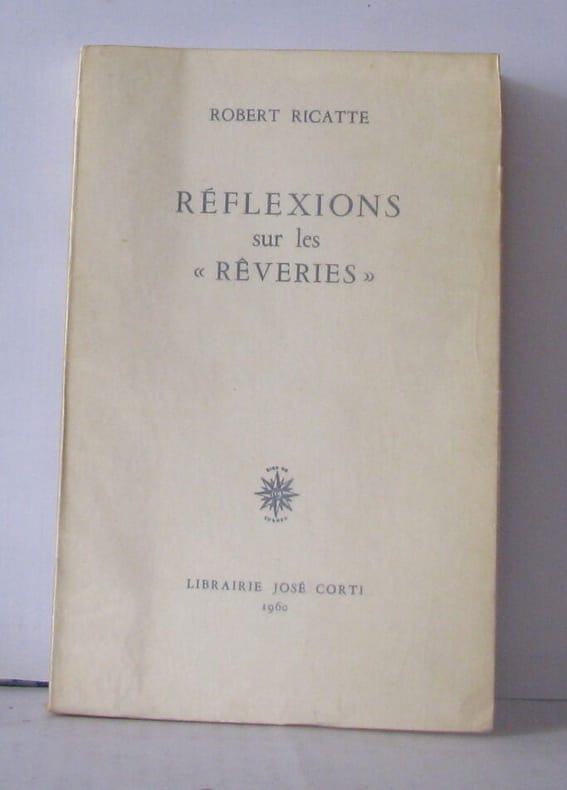 ROBERT RICATTE
RÉFLEXIONS
sur les
« RÊVERIES »
LIBRAIRIE JOSÉ CORTI
1960